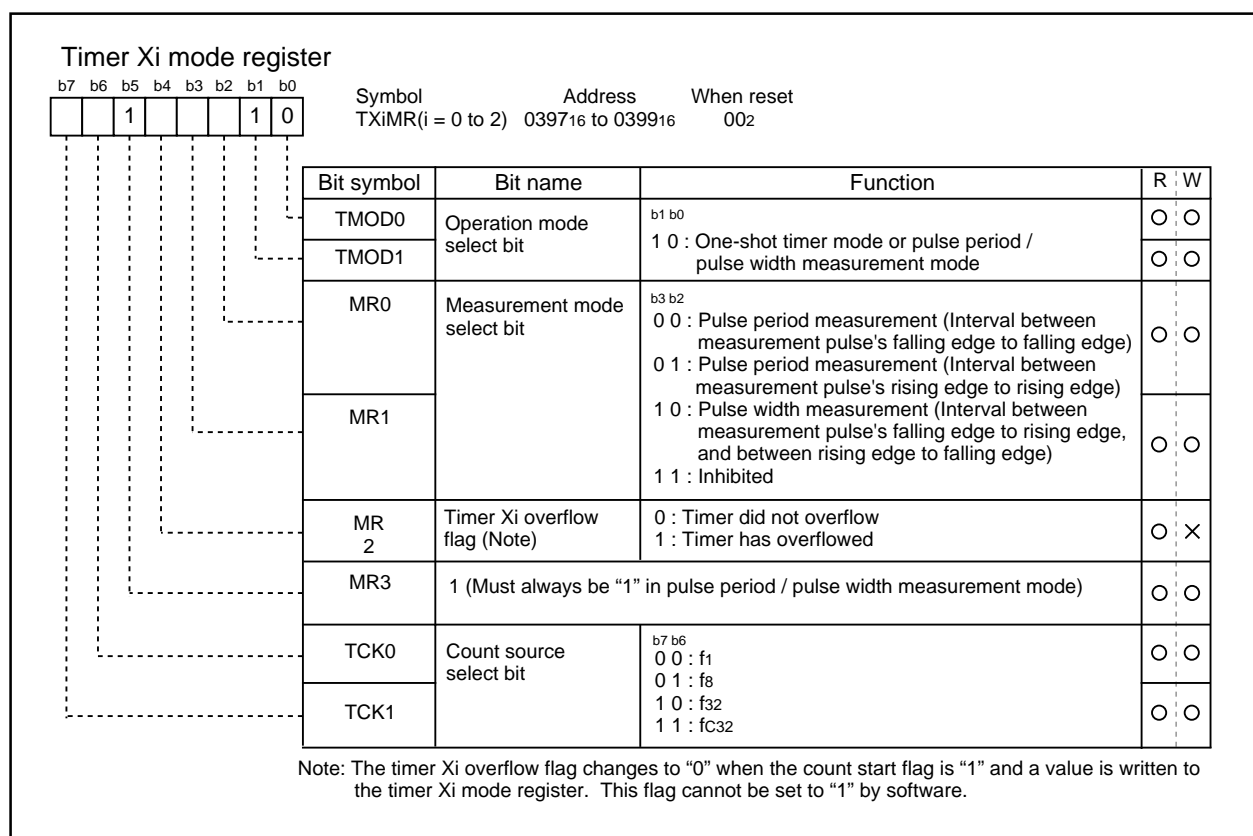 Timer Xi mode register
b7 b6 b5 b4 b3 b2 b1 b0
1 1 0
Symbol Address When reset
TXiMR(i = 0 to 2) 039716 to 039916 002
Bit symbol Bit name Function R W
TMOD0
TMOD1
Operation mode
select bit
b1 b0
1 0 : One-shot timer mode or pulse period /
pulse width measurement mode
MR0
MR1
Measurement mode
select bit
b3 b2
0 0 : Pulse period measurement (Interval between
measurement pulse's falling edge to falling edge)
0 1 : Pulse period measurement (Interval between
measurement pulse's rising edge to rising edge)
1 0 : Pulse width measurement (Interval between
measurement pulse's falling edge to rising edge,
and between rising edge to falling edge)
1 1 : Inhibited
MR
2
Timer Xi overflow
flag (Note)
0 : Timer did not overflow
1 : Timer has overflowed
MR3
1 (Must always be “1” in pulse period / pulse width measurement mode)
TCK0
TCK1
Count source
select bit
b7 b6
0 0 : f1
0 1 : f8
1 0 : f32
1 1 : fC32
Note: The timer Xi overflow flag changes to “0” when the count start flag is “1” and a value is written to
the timer Xi mode register. This flag cannot be set to “1” by software.